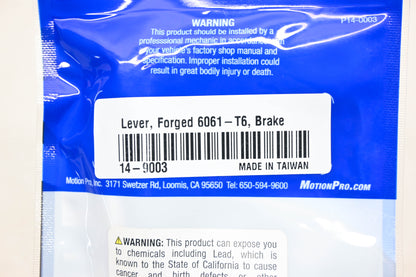 WARNING
P14-0003
This product should be installed by a
professional mechanic in accordance with
your vehicle's factory shop manual and
specification. Improper installation could
result in great bodily injury or death.
Lever, Forged 6061-T6, Brake
14-9003
MADE IN TAIWAN
Motion Pro, Inc. 3171 Swetzer Rd, Loomis, CA 95650 Tel: 650-594-9600 MOTIONPRO.COM
⚠WARNING: This product can expose you
to chemicals including Lead, which is
known to the State of California to cause
cancer and birth defects or other